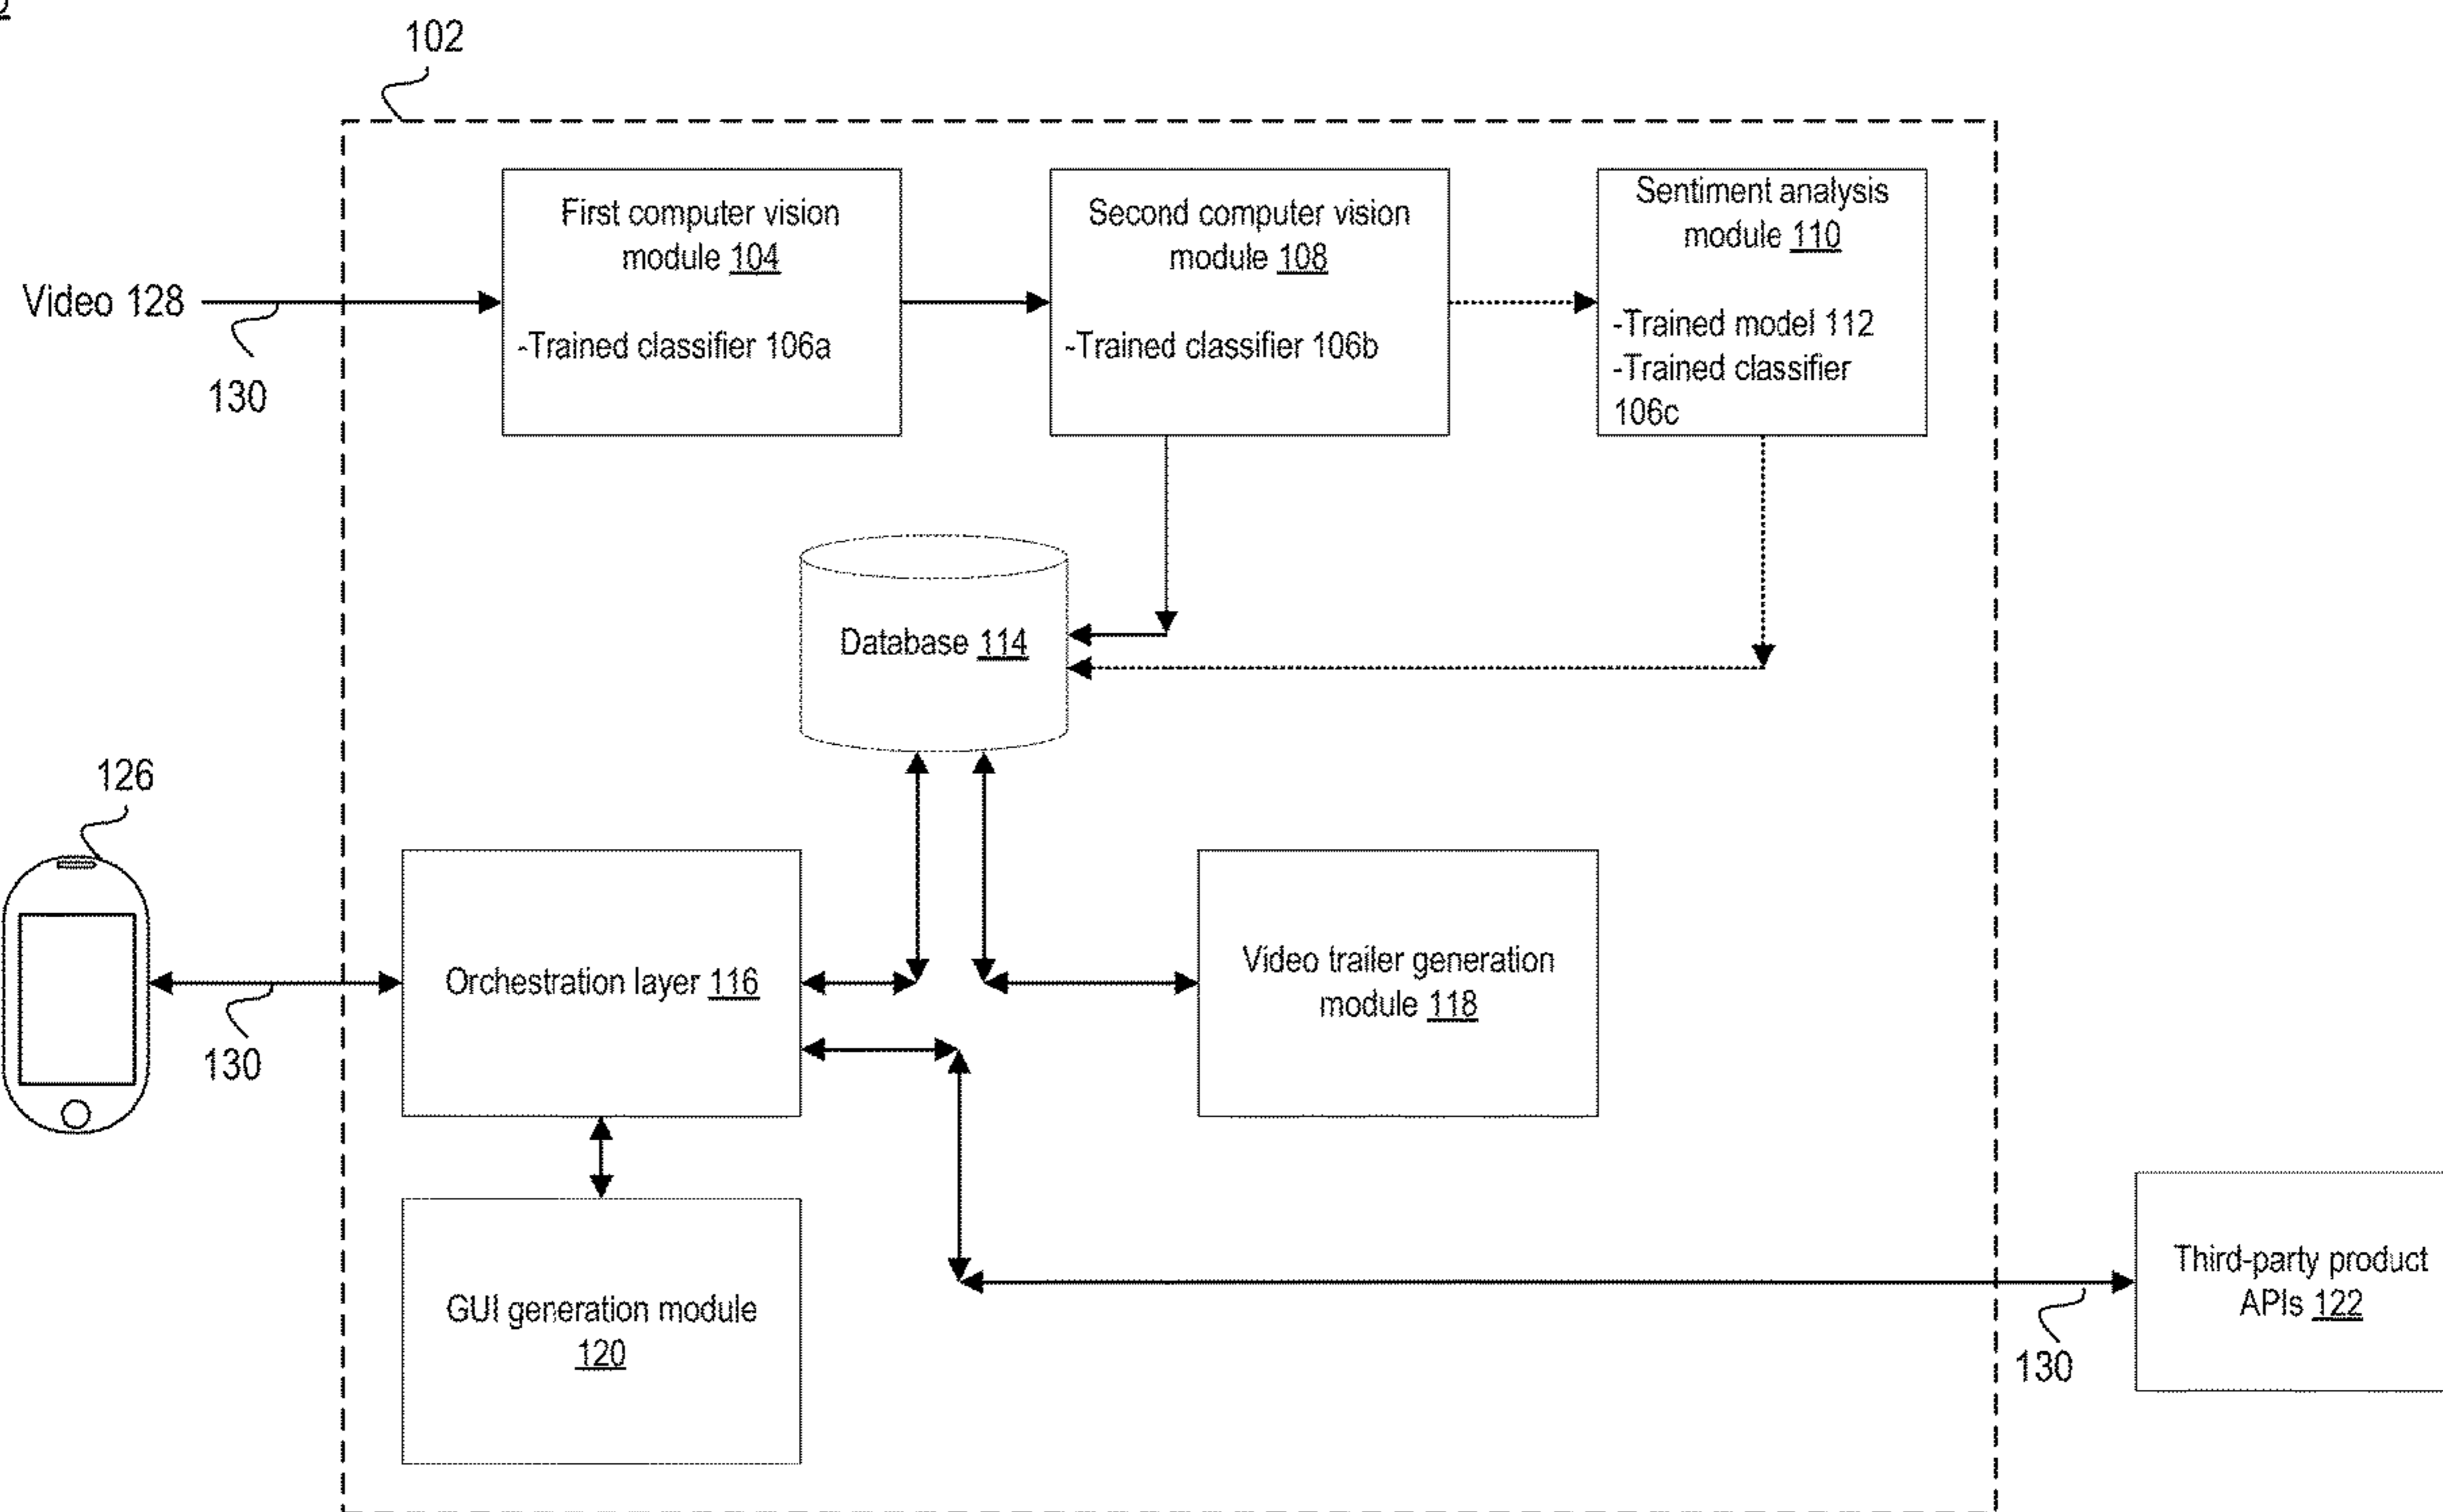 102
First computer vision
module 104
-Trained classifier 106a
Second computer vision
module 108
-Trained classifier 106b
Sentiment analysis
module 110
-Trained model 112
-Trained classifier
106c
Video 128
130
Database 114
126
130
Orchestration layer 116
Video trailer generation
module 118
GUI generation module
120
Third-party product
APIs 122
130